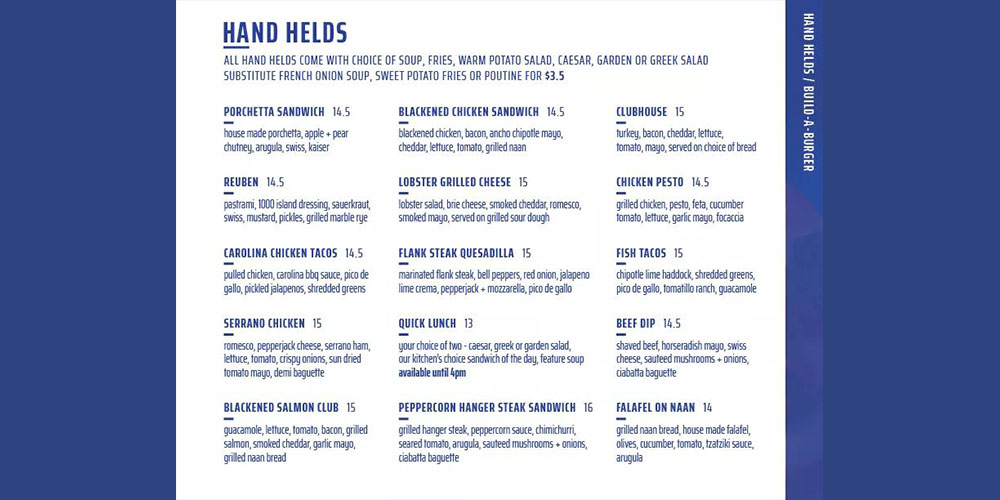 HAND HELDS
ALL HAND HELDS COME WITH CHOICE OF SOUP, FRIES, WARM POTATO SALAD, CAESAR, GARDEN OR GREEK SALAD
SUBSTITUTE FRENCH ONION SOUP, SWEET POTATO FRIES OR POUTINE FOR $3.5
PORCHETTA SANDWICH 14.5
house made porchetta, apple + pear
chutney, arugula, swiss, kaiser
REUBEN 14.5
pastrami, 1000 island dressing, sauerkraut,
swiss, mustard, pickles, grilled marble rye
CAROLINA CHICKEN TACOS 14.5
pulled chicken, carolina bbq sauce, pico de
gallo, pickled jalapenos, shredded greens
SERRANO CHICKEN 15
romesco, pepperjack cheese, serrano ham,
lettuce, tomato, crispy onions, sun dried
tomato mayo, demi baguette
BLACKENED SALMON CLUB 15
guacamole, lettuce, tomato, bacon, grilled
salmon, smoked cheddar, garlic mayo,
grilled naan bread
BLACKENED CHICKEN SANDWICH 14.5
blackened chicken, bacon, ancho chipotle mayo,
cheddar, lettuce, tomato, grilled naan
LOBSTER GRILLED CHEESE 15
lobster salad, brie cheese, smoked cheddar, romesco,
smoked mayo, served on grilled sour dough
FLANK STEAK QUESADILLA 15
marinated flank steak, bell peppers, red onion, jalapeno
lime crema, pepperjack + mozzarella, pico de gallo
QUICK LUNCH 13
your choice of two - caesar, greek or garden salad,
our kitchen's choice sandwich of the day, feature soup
available until 4pm
PEPPERCORN HANGER STEAK SANDWICH 16
grilled hanger steak, peppercorn sauce, chimichurri,
seared tomato, arugula, sauteed mushrooms + onions,
ciabatta baguette
CLUBHOUSE 15
turkey, bacon, cheddar, lettuce,
tomato, mayo, served on choice of bread
CHICKEN PESTO 14.5
grilled chicken, pesto, feta, cucumber
tomato, lettuce, garlic mayo, focaccia
FISH TACOS 15
chipotle lime haddock, shredded greens,
pico de gallo, tomatillo ranch, guacamole
BEEF DIP 14.5
shaved beef, horseradish mayo, swiss
cheese, sauteed mushrooms + onions,
ciabatta baguette
FALAFEL ON NAAN 14
grilled naan bread, house made falafel,
olives, cucumber, tomato, tzatziki sauce,
arugula
HAND HELDS / BUILD-A-BURGER